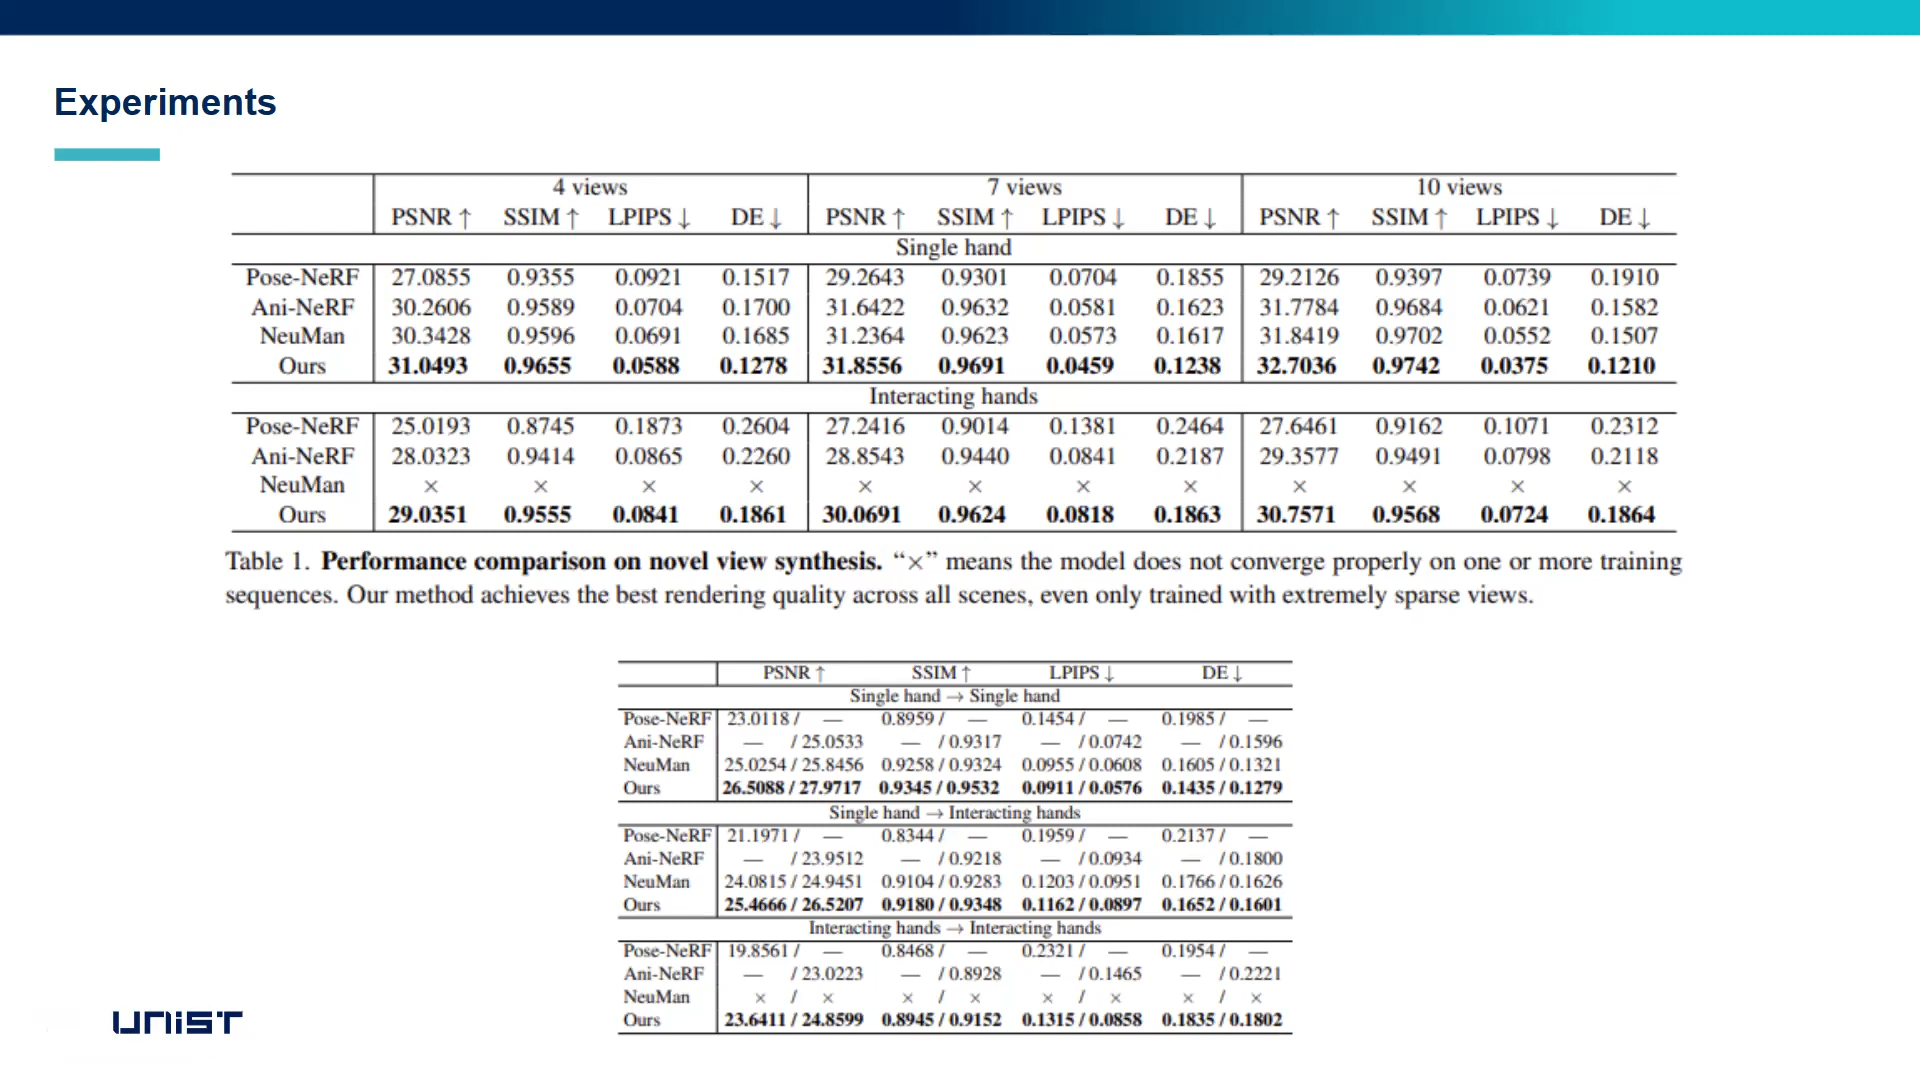 Experiments
4 views 7 views 10 views
PSNR ↑ SSIM ↑ LPIPS ↓ DE ↓ PSNR ↑ SSIM ↑ LPIPS ↓ DE ↓ PSNR ↑ SSIM ↑ LPIPS ↓ DE ↓
Single hand
Pose-NeRF 27.0855 0.9355 0.0921 0.1517 29.2643 0.9301 0.0704 0.1855 29.2126 0.9397 0.0739 0.1910
Ani-NeRF 30.2606 0.9589 0.0704 0.1700 31.6422 0.9632 0.0581 0.1623 31.7784 0.9684 0.0621 0.1582
NeuMan 30.3428 0.9596 0.0691 0.1685 31.2364 0.9623 0.0573 0.1617 31.8419 0.9702 0.0552 0.1507
Ours 31.0493 0.9655 0.0588 0.1278 31.8556 0.9691 0.0459 0.1238 32.7036 0.9742 0.0375 0.1210
Interacting hands
Pose-NeRF 25.0193 0.8745 0.1873 0.2604 27.2416 0.9014 0.1381 0.2464 27.6461 0.9162 0.1071 0.2312
Ani-NeRF 28.0323 0.9414 0.0865 0.2260 28.8543 0.9440 0.0841 0.2187 29.3577 0.9491 0.0798 0.2118
NeuMan × × × × × × × × × × × ×
Ours 29.0351 0.9555 0.0841 0.1861 30.0691 0.9624 0.0818 0.1863 30.7571 0.9568 0.0724 0.1864
Table 1. Performance comparison on novel view synthesis. “×” means the model does not converge properly on one or more training
sequences. Our method achieves the best rendering quality across all scenes, even only trained with extremely sparse views.
PSNR ↑ SSIM ↑ LPIPS ↓ DE ↓
Single hand → Single hand
Pose-NeRF 23.0118 / — 0.8959 / — 0.1454 / — 0.1985 / —
Ani-NeRF — / 25.0533 — / 0.9317 — / 0.0742 — / 0.1596
NeuMan 25.0254 / 25.8456 0.9258 / 0.9324 0.0955 / 0.0608 0.1605 / 0.1321
Ours 26.5088 / 27.9717 0.9345 / 0.9532 0.0911 / 0.0576 0.1435 / 0.1279
Single hand → Interacting hands
Pose-NeRF 21.1971 / — 0.8344 / — 0.1959 / — 0.2137 / —
Ani-NeRF — / 23.9512 — / 0.9218 — / 0.0934 — / 0.1800
NeuMan 24.0815 / 24.9451 0.9104 / 0.9283 0.1203 / 0.0951 0.1766 / 0.1626
Ours 25.4666 / 26.5207 0.9180 / 0.9348 0.1162 / 0.0897 0.1652 / 0.1601
Interacting hands → Interacting hands
Pose-NeRF 19.8561 / — 0.8468 / — 0.2321 / — 0.1954 / —
Ani-NeRF — / 23.0223 — / 0.8928 — / 0.1465 — / 0.2221
NeuMan × / × × / × × / × × / ×
Ours 23.6411 / 24.8599 0.8945 / 0.9152 0.1315 / 0.0858 0.1835 / 0.1802
UNIST